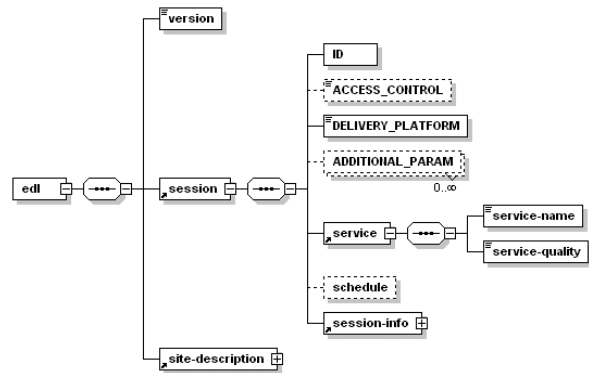 version
ID
ACCESS_CONTROL
DELIVERY_PLATFORM
ADDITIONAL_PARAM
0..∞
edl
session
service
service-name
service-quality
schedule
session-info
site-description